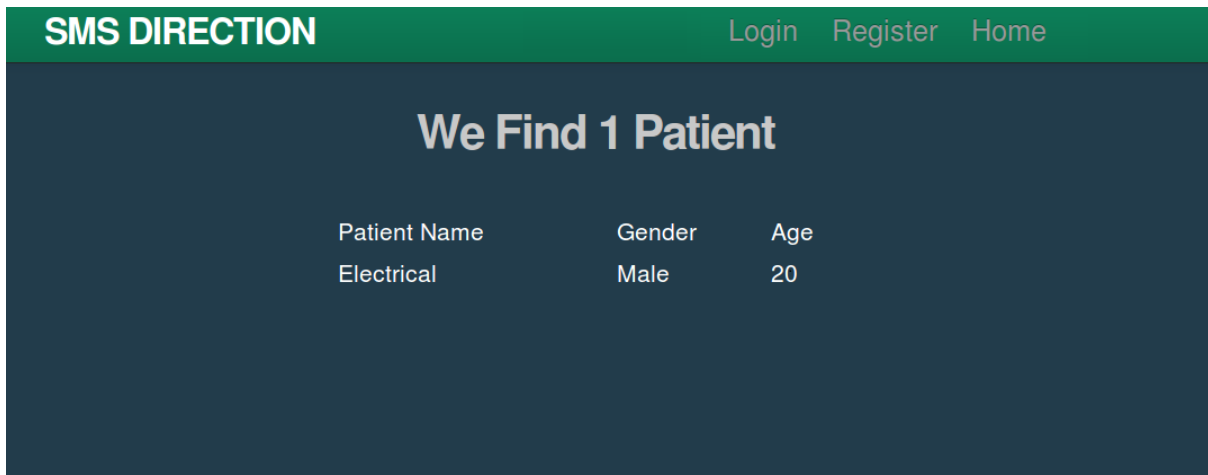 SMS DIRECTION Login Register Home
We Find 1 Patient
Patient Name Gender Age
Electrical Male 20